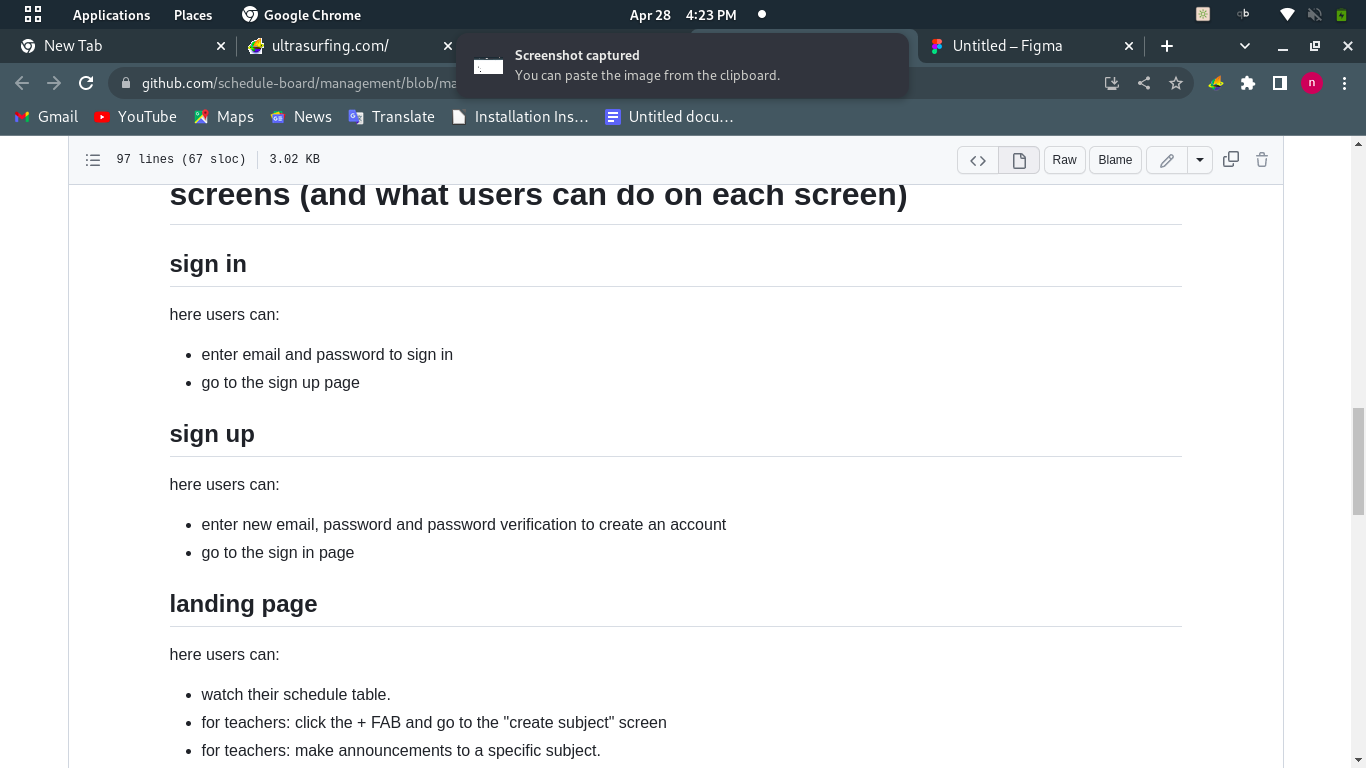 Applications Places Google Chrome Apr 28 4:23 PM
New Tab ultrasurfing.com/ Untitled – Figma
Screenshot captured
You can paste the image from the clipboard.
github.com/schedule-board/management/blob/ma n
Gmail YouTube Maps News Translate Installation Ins… Untitled docu…
97 lines (67 sloc) 3.02 KB Raw Blame
screens (and what users can do on each screen)
sign in
here users can:
• enter email and password to sign in
• go to the sign up page
sign up
here users can:
• enter new email, password and password verification to create an account
• go to the sign in page
landing page
here users can:
• watch their schedule table.
• for teachers: click the + FAB and go to the "create subject" screen
• for teachers: make announcements to a specific subject.